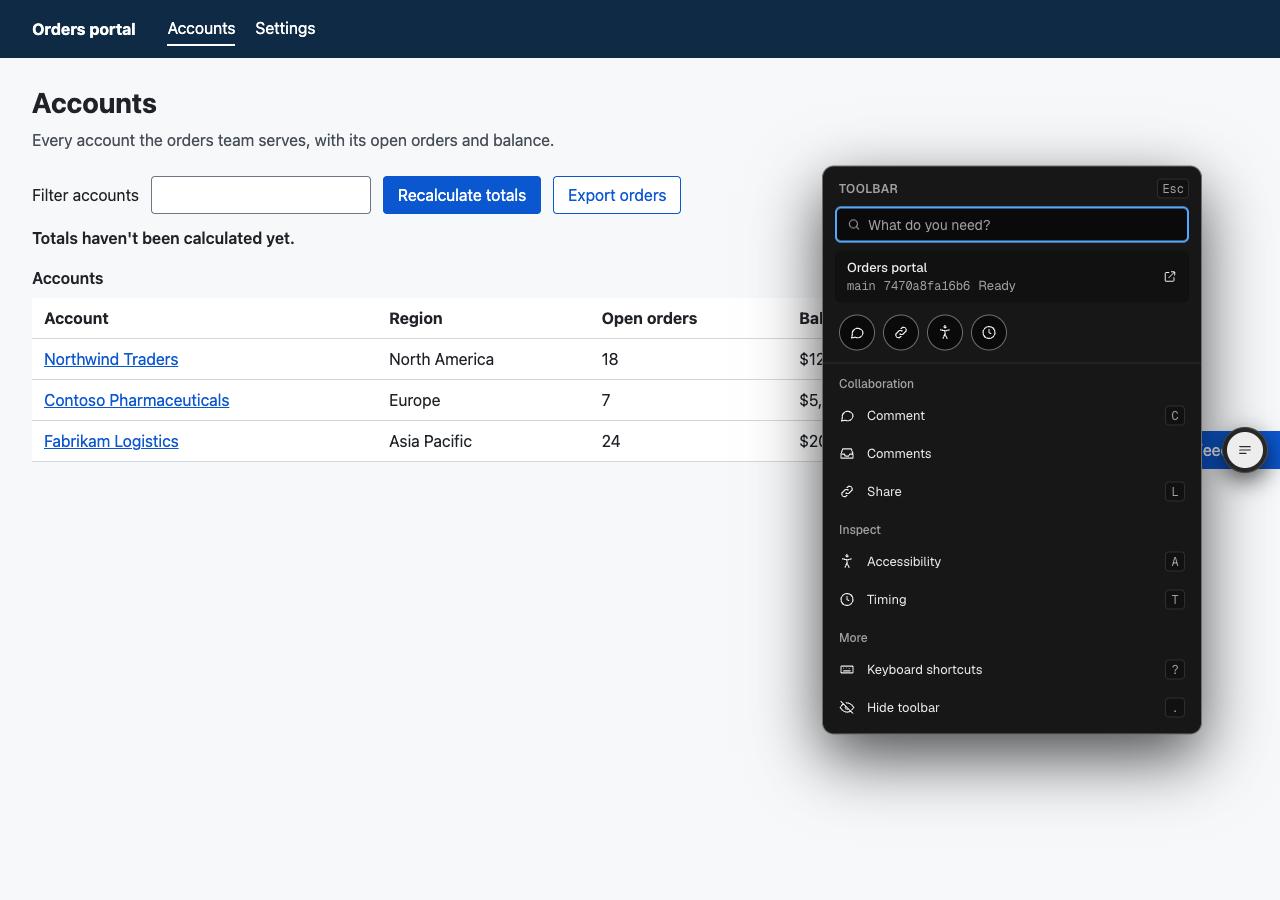 Orders portal Accounts Settings
Accounts
Every account the orders team serves, with its open orders and balance.
Filter accounts Recalculate totals Export orders
Totals haven't been calculated yet.
Accounts
Account Region Open orders
Northwind Traders North America 18
Contoso Pharmaceuticals Europe 7
Fabrikam Logistics Asia Pacific 24
TOOLBAR Esc
What do you need?
Orders portal
main 7470a8fa16b6 Ready
Collaboration
Comment C
Comments
Share L
Inspect
Accessibility A
Timing T
More
Keyboard shortcuts ?
Hide toolbar .